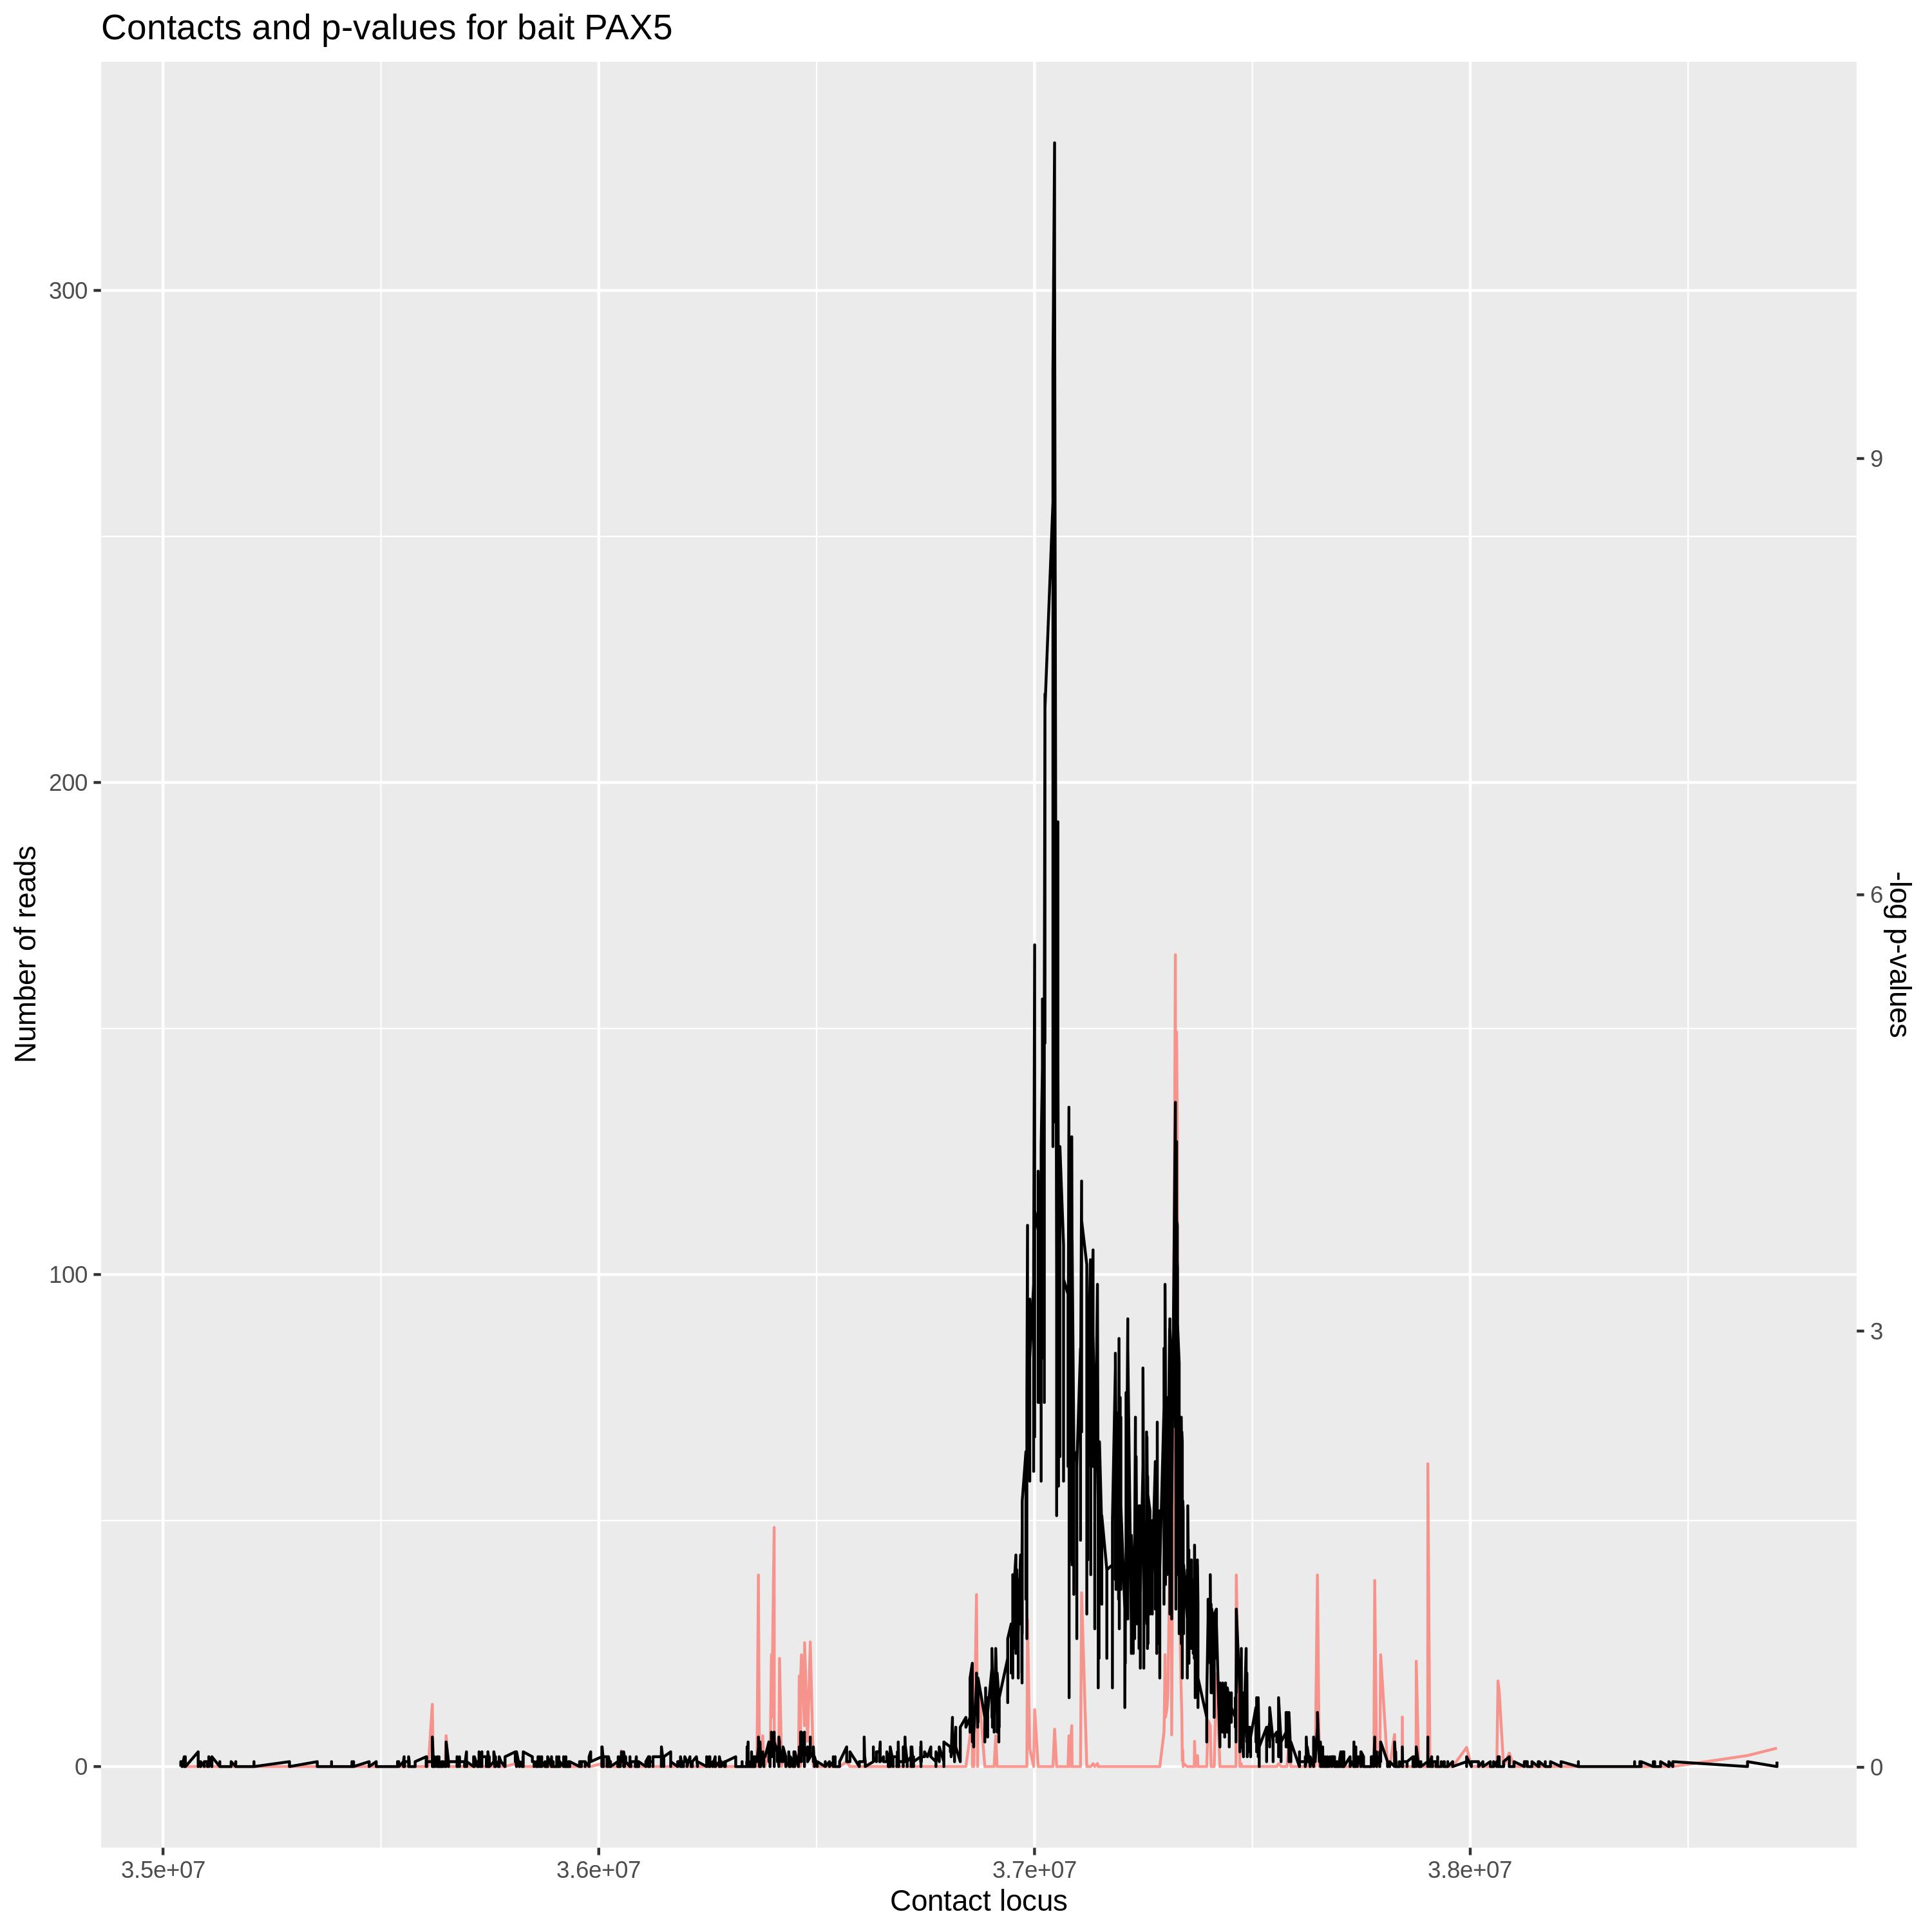 Contacts and p-values for bait PAX5
300
200
100
0
Number of reads
9
6
3
0
-log p-values
3.5e+07 3.6e+07 3.7e+07 3.8e+07
Contact locus